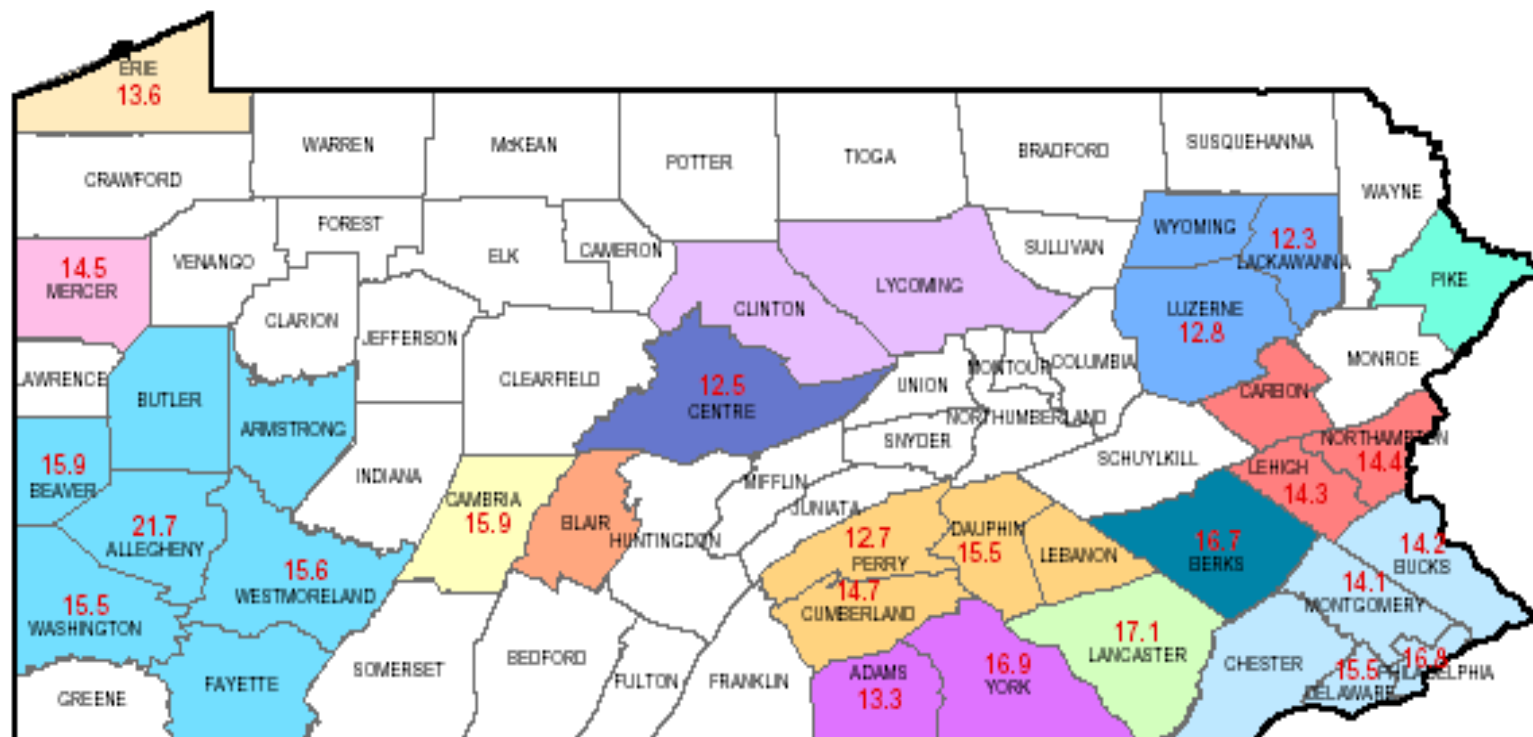 ERIE
13.6
WARREN
McKEAN
POTTER
TIOGA
BRADFORD
SUSQUEHANNA
CRAWFORD
WAYNE
FOREST
VENANGO
ELK
CAMERON
SULLIVAN
WYOMING
12.3
LACKAWANNA
14.5
MERCER
PIKE
LYCOMING
CLINTON
LUZERNE
12.8
CLARION
JEFFERSON
COLUMBIA
MONROE
MONTOUR
LAWRENCE
CLEARFIELD
12.5
CENTRE
UNION
CARBON
BUTLER
NORTHUMBERLAND
ARMSTRONG
SNYDER
NORTHAMPTON
14.4
15.9
BEAVER
INDIANA
SCHUYLKILL
LEHIGH
14.3
MIFFLIN
CAMBRIA
15.9
JUNIATA
BLAIR
HUNTINGDON
21.7
ALLEGHENY
DAUPHIN
15.5
12.7
PERRY
LEBANON
16.7
BERKS
14.2
BUCKS
15.6
WESTMORELAND
14.1
MONTGOMERY
14.7
CUMBERLAND
15.5
WASHINGTON
17.1
LANCASTER
BEDFORD
SOMERSET
CHESTER
16.8
PHILADELPHIA
15.5
DELAWARE
FAYETTE
FULTON
FRANKLIN
ADAMS
13.3
16.9
YORK
GREENE